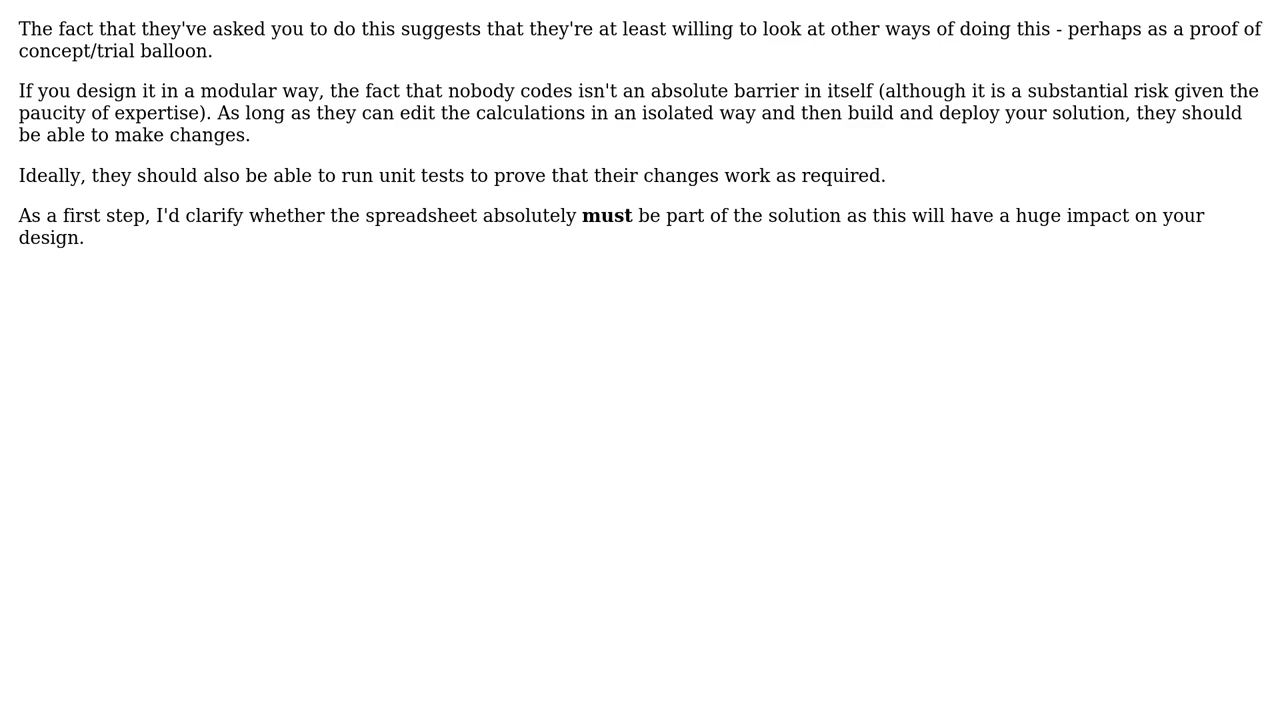 The fact that they've asked you to do this suggests that they're at least willing to look at other ways of doing this - perhaps as a proof of
concept/trial balloon.
If you design it in a modular way, the fact that nobody codes isn't an absolute barrier in itself (although it is a substantial risk given the
paucity of expertise). As long as they can edit the calculations in an isolated way and then build and deploy your solution, they should
be able to make changes.
Ideally, they should also be able to run unit tests to prove that their changes work as required.
As a first step, I'd clarify whether the spreadsheet absolutely must be part of the solution as this will have a huge impact on your
design.